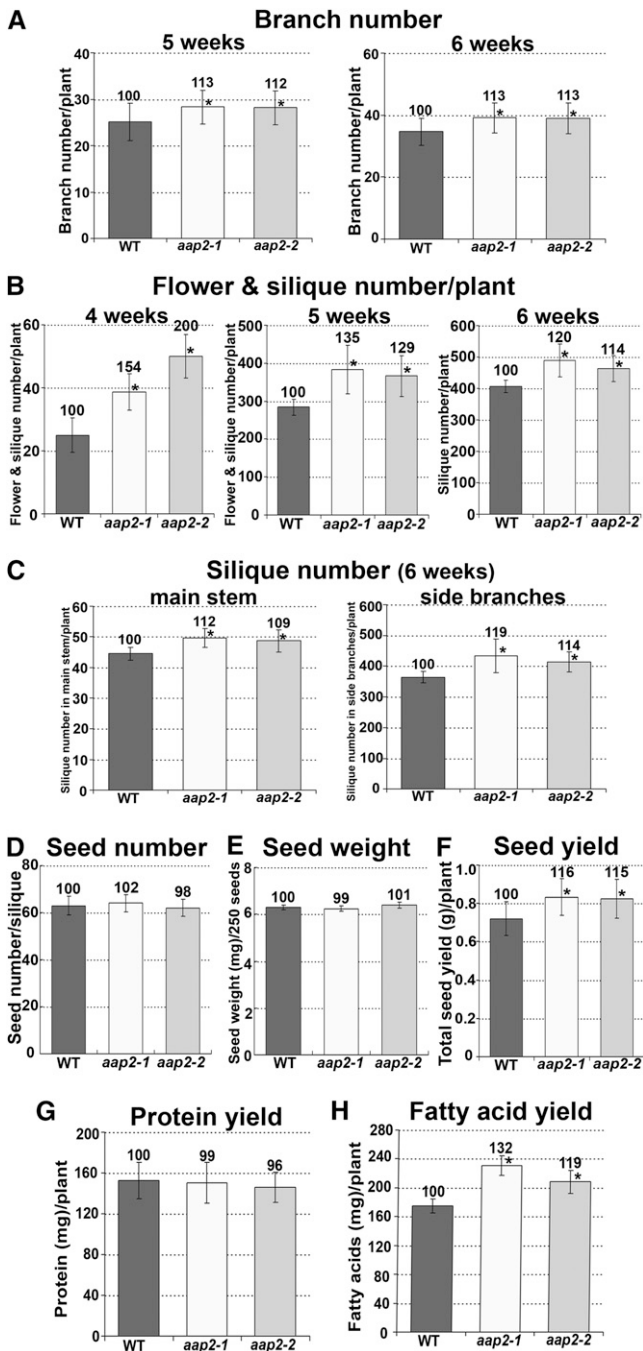 A Branch number
5 weeks 6 weeks
Branch number/plant
40
30
20
10
0
100 113 112
* *
WT aap2-1 aap2-2
Branch number/plant
60
40
20
0
100 113 113
* *
WT aap2-1 aap2-2
B Flower & silique number/plant
4 weeks 5 weeks 6 weeks
Flower & silique number/plant
60
40
20
0
100 154 200
* *
WT aap2-1 aap2-2
Flower & silique number/plant
500
400
300
200
100
0
100 135 129
* *
WT aap2-1 aap2-2
Silique number/plant
600
500
400
300
200
100
0
100 120 114
* *
WT aap2-1 aap2-2
C Silique number (6 weeks)
main stem side branches
Silique number in main stem/plant
60
50
40
30
20
10
0
100 112 109
* *
WT aap2-1 aap2-2
Silique number in side branches/plant
600
500
400
300
200
100
0
100 119 114
* *
WT aap2-1 aap2-2
D Seed number
Seed number/silique
80
60
40
20
0
100 102 98
WT aap2-1 aap2-2
E Seed weight
Seed weight (mg)/250 seeds
8
6
4
2
0
100 99 101
WT aap2-1 aap2-2
F Seed yield
Total seed yield (g)/plant
1.0
0.8
0.6
0.4
0.2
0
100 116 115
* *
WT aap2-1 aap2-2
G Protein yield
Protein (mg)/plant
200
160
120
80
40
0
100 99 96
WT aap2-1 aap2-2
H Fatty acid yield
Fatty acids (mg)/plant
280
240
200
160
120
80
40
0
100 132 119
* *
WT aap2-1 aap2-2